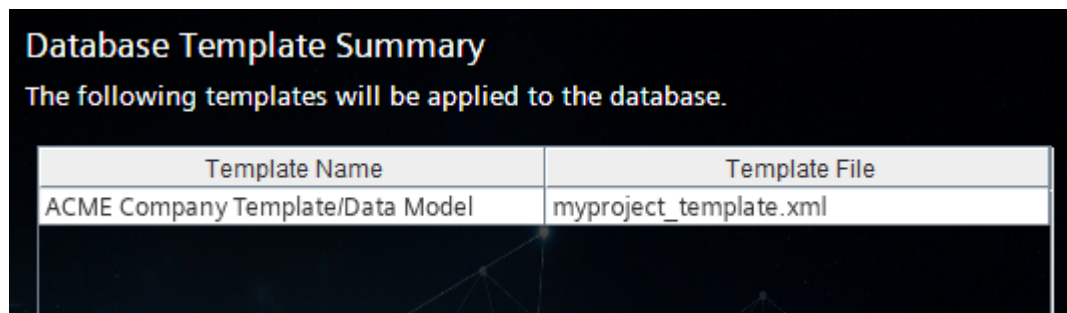 Database Template Summary
The following templates will be applied to the database.
Template Name Template File
ACME Company Template/Data Model myproject_template.xml